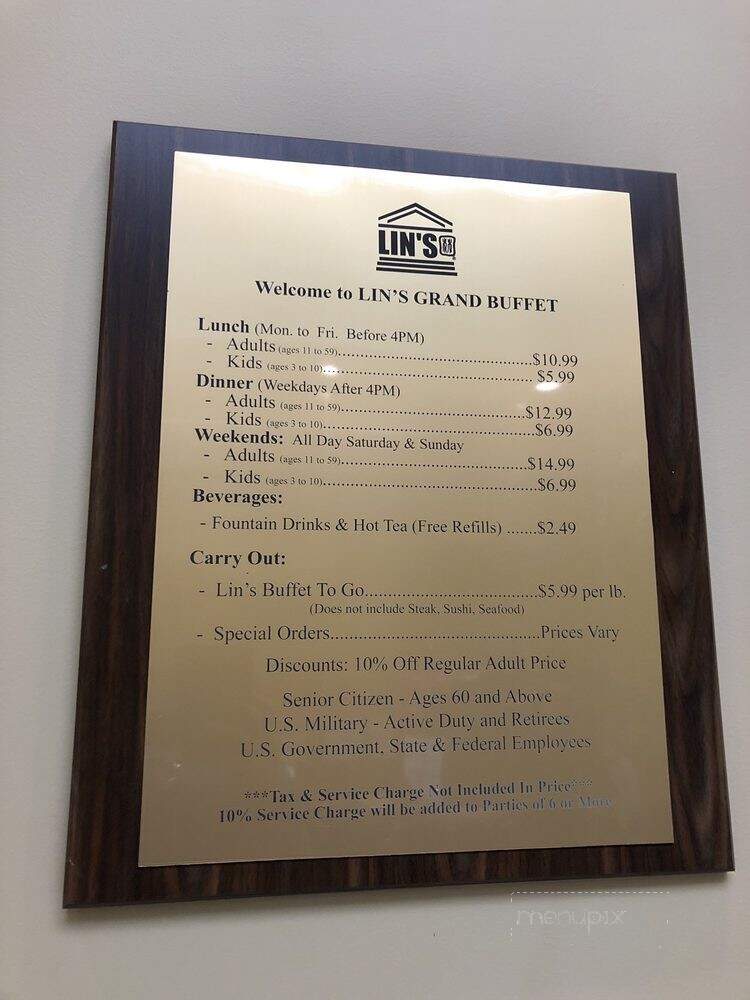 LIN'S
Welcome to LIN'S GRAND BUFFET
Lunch (Mon. to Fri. Before 4PM)
- Adults (ages 11 to 59)..............................................$10.99
- Kids (ages 3 to 10).................................................. $5.99
Dinner (Weekdays After 4PM)
- Adults (ages 11 to 59)............................................$12.99
- Kids (ages 3 to 10)..................................................$6.99
Weekends: All Day Saturday & Sunday
- Adults (ages 11 to 59)............................................$14.99
- Kids (ages 3 to 10)..................................................$6.99
Beverages:
- Fountain Drinks & Hot Tea (Free Refills) .......$2.49
Carry Out:
- Lin's Buffet To Go.......................................$5.99 per lb.
(Does not include Steak, Sushi, Seafood)
- Special Orders...............................................Prices Vary
Discounts: 10% Off Regular Adult Price
Senior Citizen - Ages 60 and Above
U.S. Military - Active Duty and Retirees
U.S. Government, State & Federal Employees
***Tax & Service Charge Not Included In Price***
10% Service Charge will be added to Parties of 6 or More
menupix